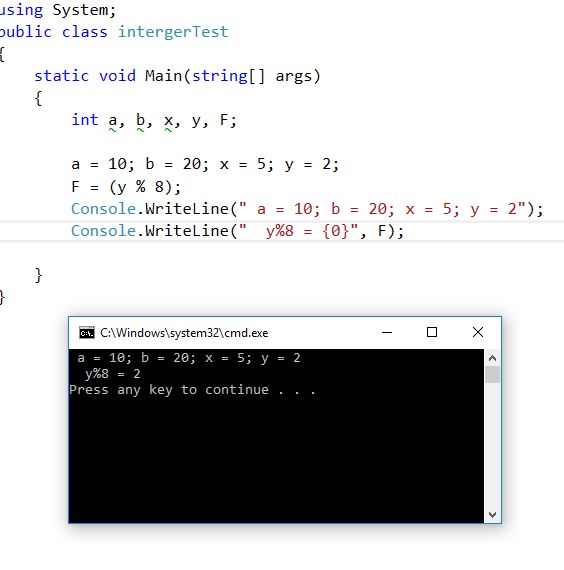 using System;
public class intergerTest
{
static void Main(string[] args)
{
int a, b, x, y, F;
a = 10; b = 20; x = 5; y = 2;
F = (y % 8);
Console.WriteLine(" a = 10; b = 20; x = 5; y = 2");
Console.WriteLine("  y%8 = {0}", F);
}
}
C:\Windows\system32\cmd.exe
a = 10; b = 20; x = 5; y = 2
y%8 = 2
Press any key to continue . . .